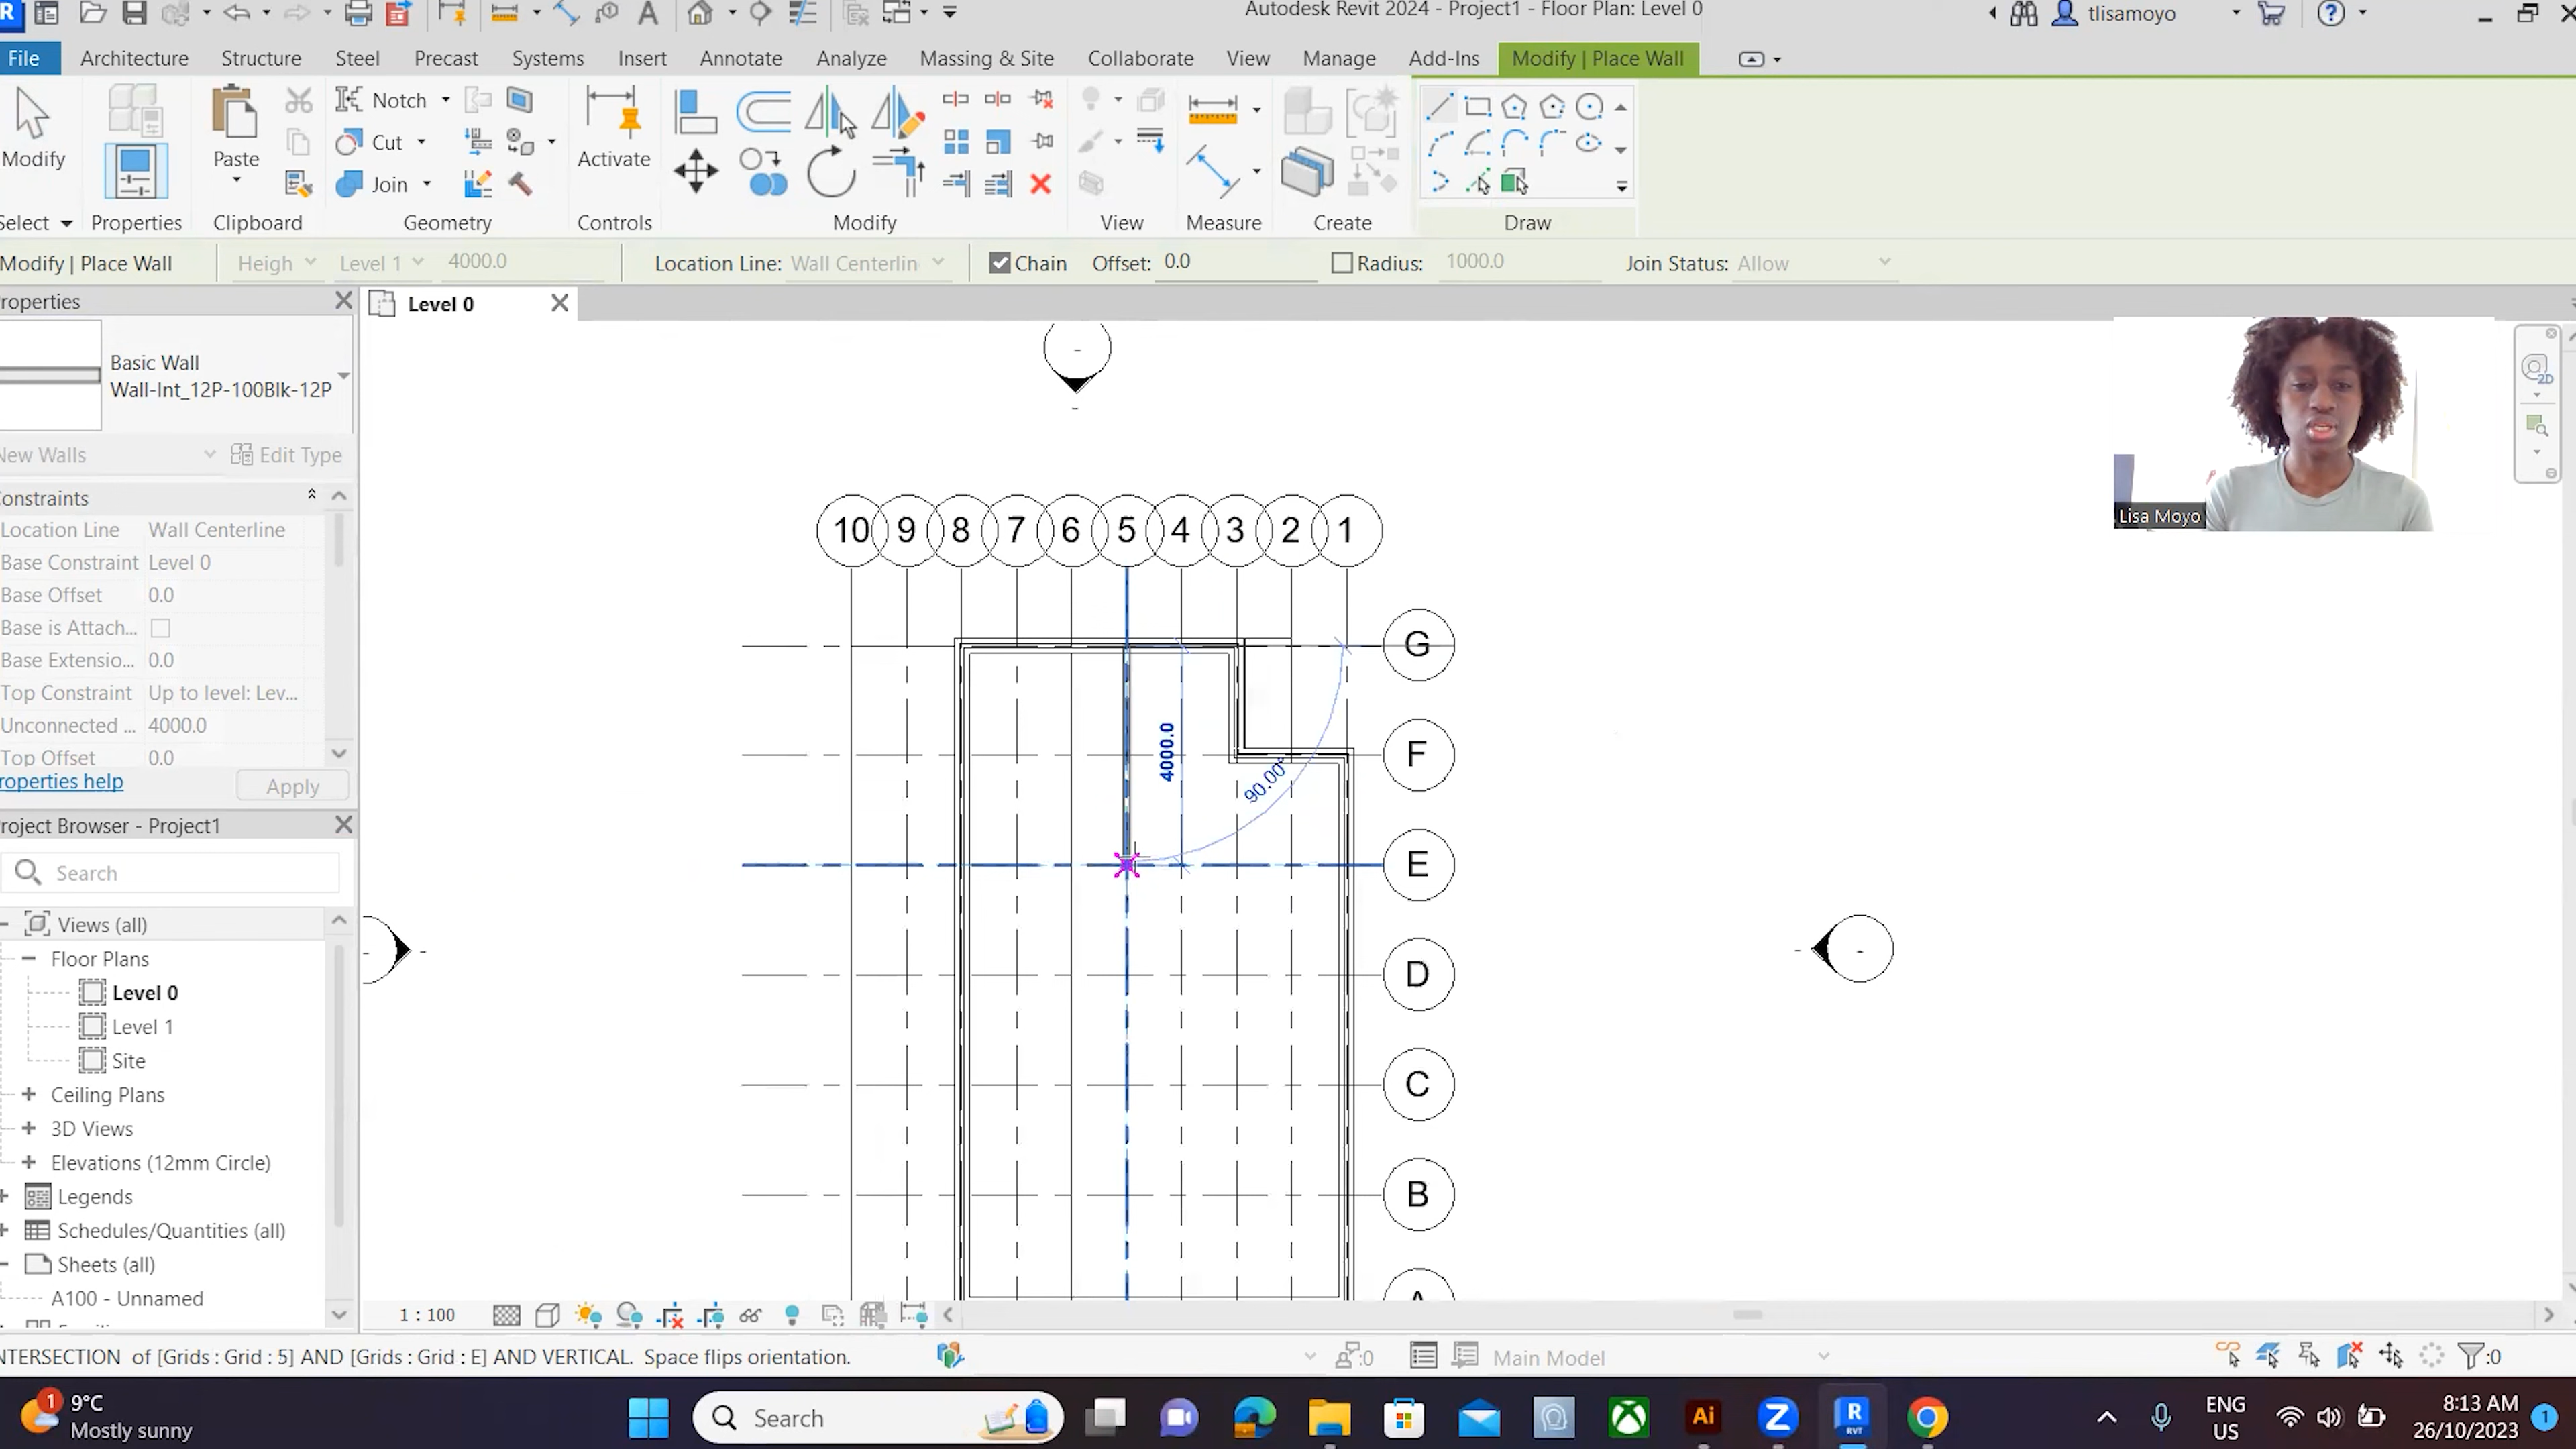 Autodesk Revit 2024 - Project1 - Floor Plan: Level 0
tlisamoyo
File Architecture Structure Steel Precast Systems Insert Annotate Analyze Massing & Site Collaborate View Manage Add-Ins Modify | Place Wall
Modify
Paste
Notch
Cut
Join
Activate
Select Properties Clipboard Geometry Controls Modify View Measure Create Draw
Modify | Place Wall Heigh Level 1 4000.0 Location Line: Wall Centerlin Chain Offset: 0.0 Radius: 1000.0 Join Status: Allow
roperties
Level 0
Basic Wall
Wall-Int_12P-100Blk-12P
New Walls Edit Type
onstraints
Location Line Wall Centerline
Base Constraint Level 0
Base Offset 0.0
Base is Attach...
Base Extensio... 0.0
Top Constraint Up to level: Lev...
Unconnected ... 4000.0
Top Offset 0.0
roperties help Apply
roject Browser - Project1
Search
Views (all)
Floor Plans
Level 0
Level 1
Site
Ceiling Plans
3D Views
Elevations (12mm Circle)
Legends
Schedules/Quantities (all)
Sheets (all)
A100 - Unnamed
10 9 8 7 6 5 4 3 2 1
G
F
E
D
C
B
A
4000.0
90.00°
2D
Lisa Moyo
1 : 100
NTERSECTION of [Grids : Grid : 5] AND [Grids : Grid : E] AND VERTICAL. Space flips orientation.
:0
Main Model
:0
1
9°C
Mostly sunny
Search
Ai
Z
R
RVT
ENG
US
8:13 AM
26/10/2023
1